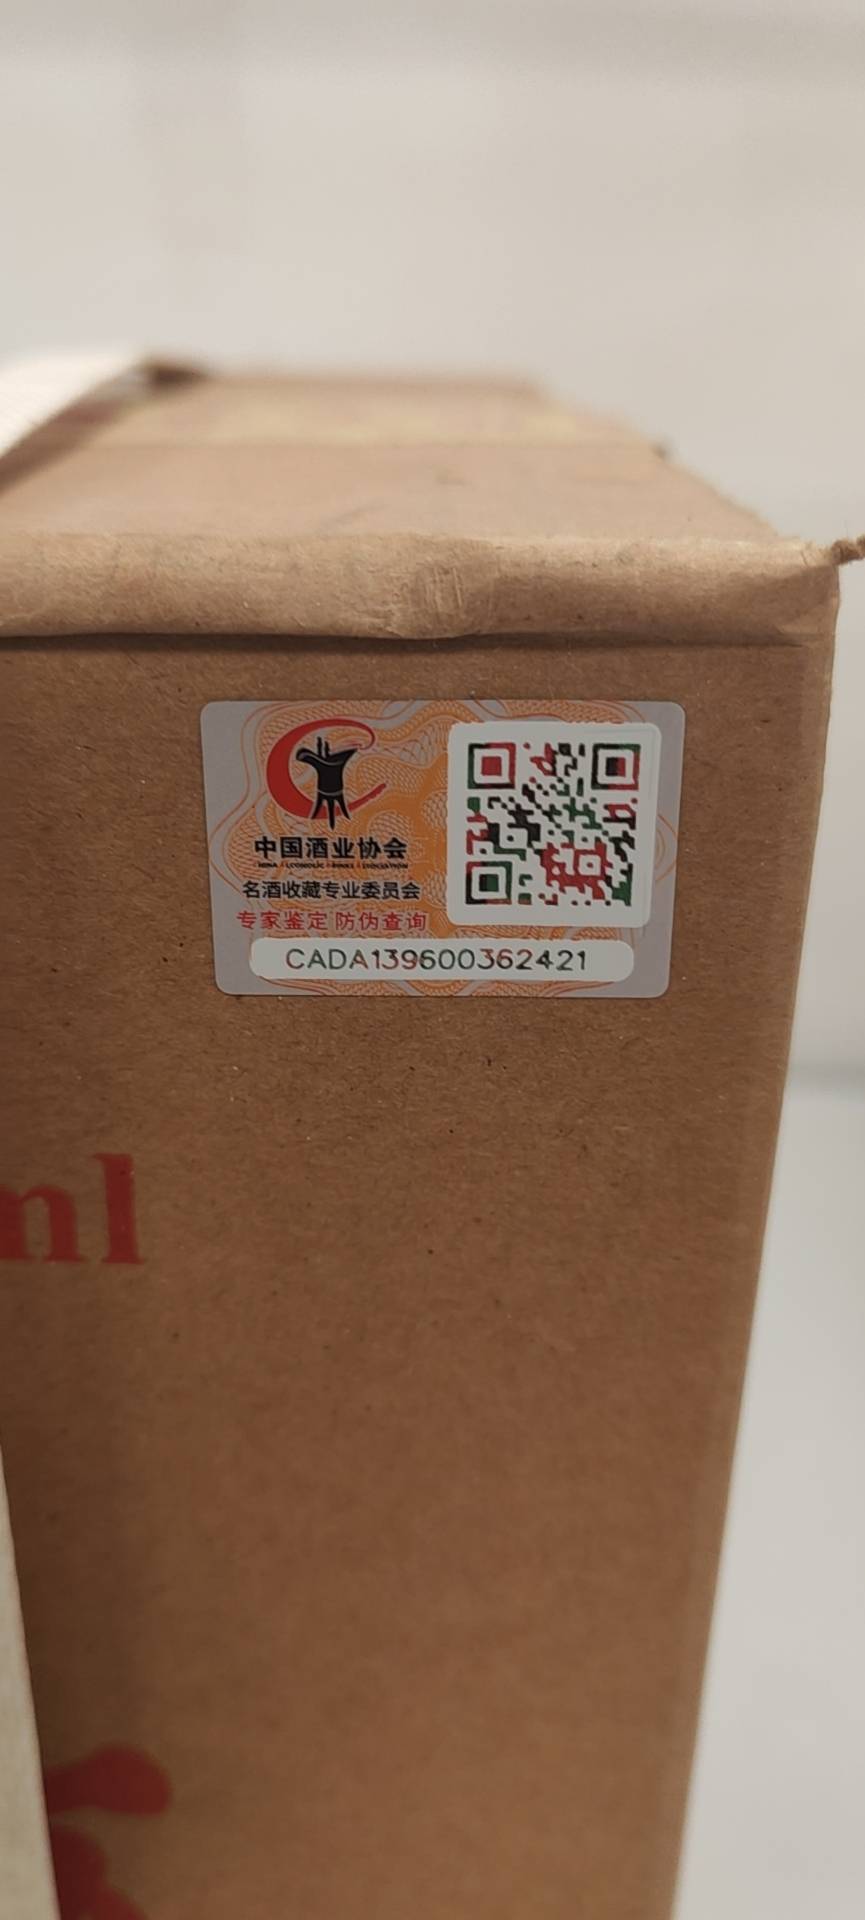 中国酒业协会
名酒收藏专业委员会
专家鉴定 防伪查询
CADA139600362421
ml